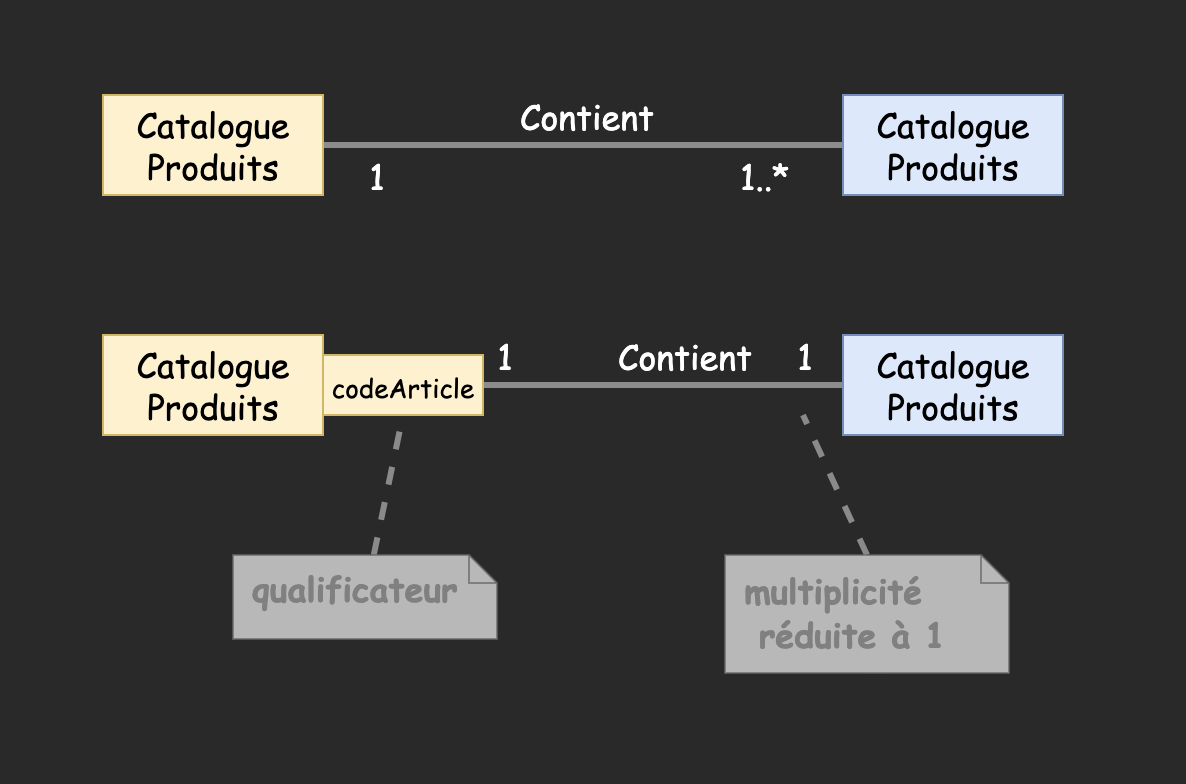 Contient
Catalogue
Produits
1
1..*
Catalogue
Produits
Catalogue
Produits
codeArticle
1
Contient
1
Catalogue
Produits
qualificateur
multiplicité
réduite à 1